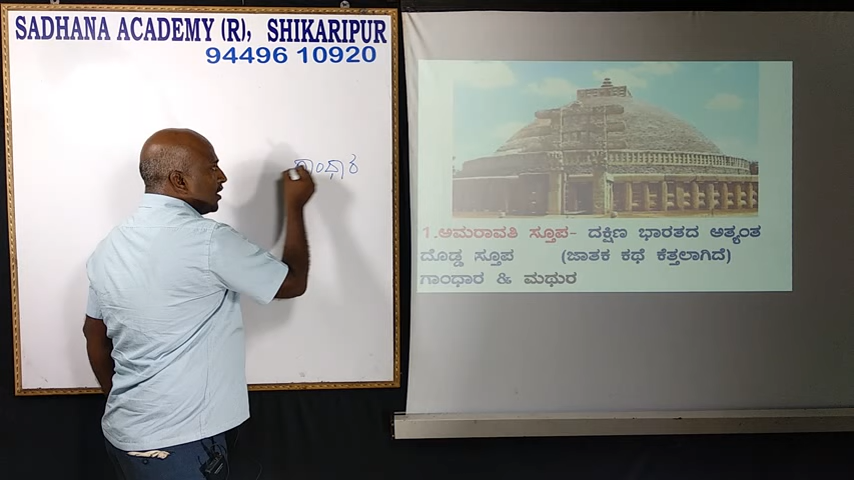 SADHANA ACADEMY (R), SHIKARIPUR
94496 10920
ಗಾಂಧಾರ
1.ಅಮರಾವತಿ ಸ್ತೂಪ- ದಕ್ಷಿಣ ಭಾರತದ ಅತ್ಯಂತ
ದೊಡ್ಡ ಸ್ತೂಪ (ಜಾತಕ ಕಥೆ ಕೆತ್ತಲಾಗಿದೆ)
ಗಾಂಧಾರ & ಮಥುರ